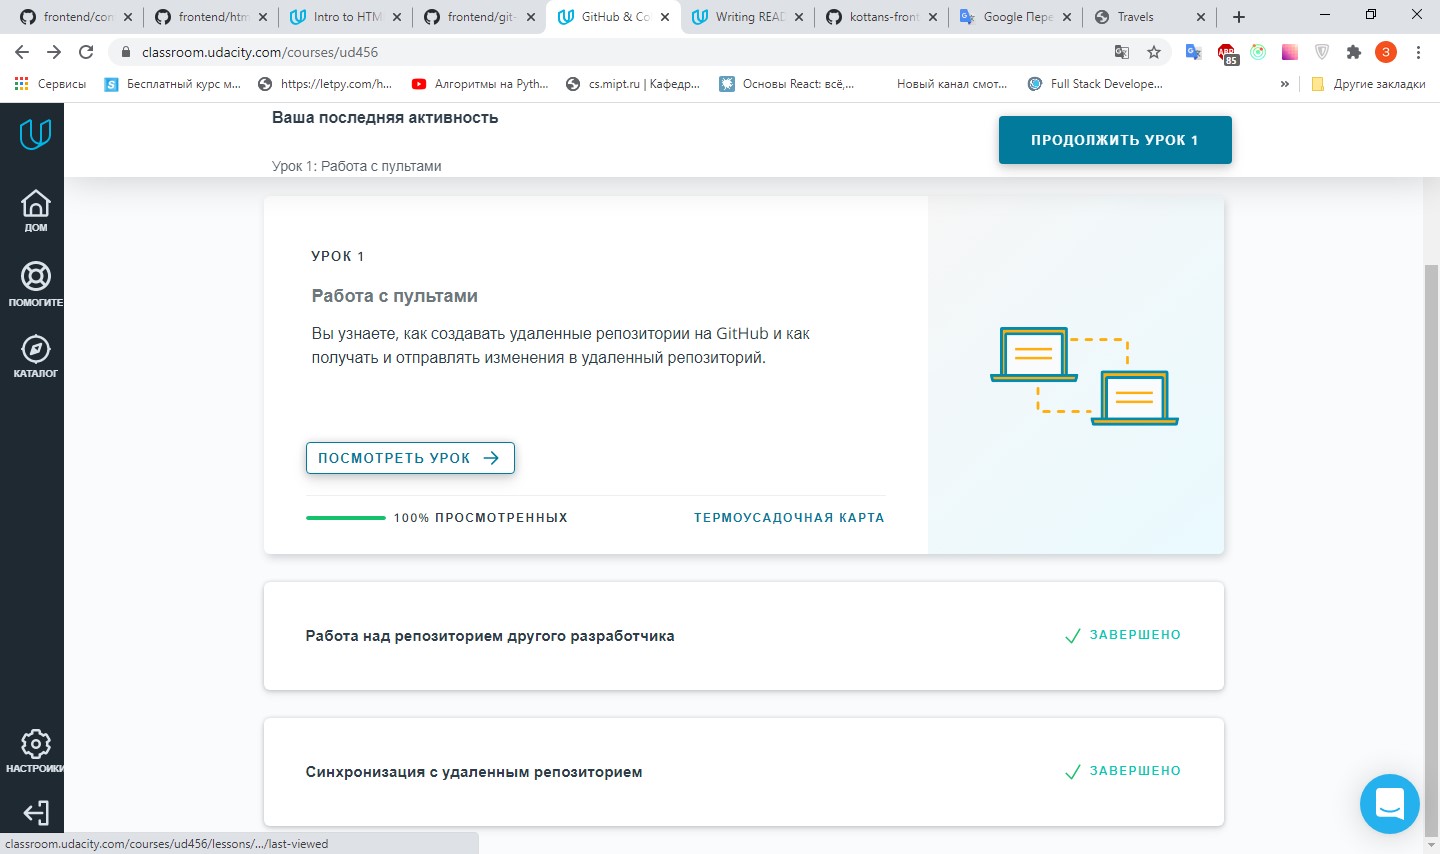 frontend/con
frontend/htm
Intro to HTM
frontend/git-
GitHub & Co
Writing READ
kottans-front
Google Пере
Travels
classroom.udacity.com/courses/ud456
ABP
85
3
Сервисы
Бесплатный курс м...
https://letpy.com/h...
Алгоритмы на Pyth...
cs.mipt.ru | Кафедр...
Основы React: всё,...
Новый канал смот...
Full Stack Develope...
»
Другие закладки
Ваша последняя активность
ПРОДОЛЖИТЬ УРОК 1
Урок 1: Работа с пультами
ДОМ
ПОМОГИТЕ
КАТАЛОГ
НАСТРОЙКИ
УРОК 1
Работа с пультами
Вы узнаете, как создавать удаленные репозитории на GitHub и как
получать и отправлять изменения в удаленный репозиторий.
ПОСМОТРЕТЬ УРОК
100% ПРОСМОТРЕННЫХ
ТЕРМОУСАДОЧНАЯ КАРТА
Работа над репозиторием другого разработчика
ЗАВЕРШЕНО
Синхронизация с удаленным репозиторием
ЗАВЕРШЕНО
classroom.udacity.com/courses/ud456/lessons/.../last-viewed